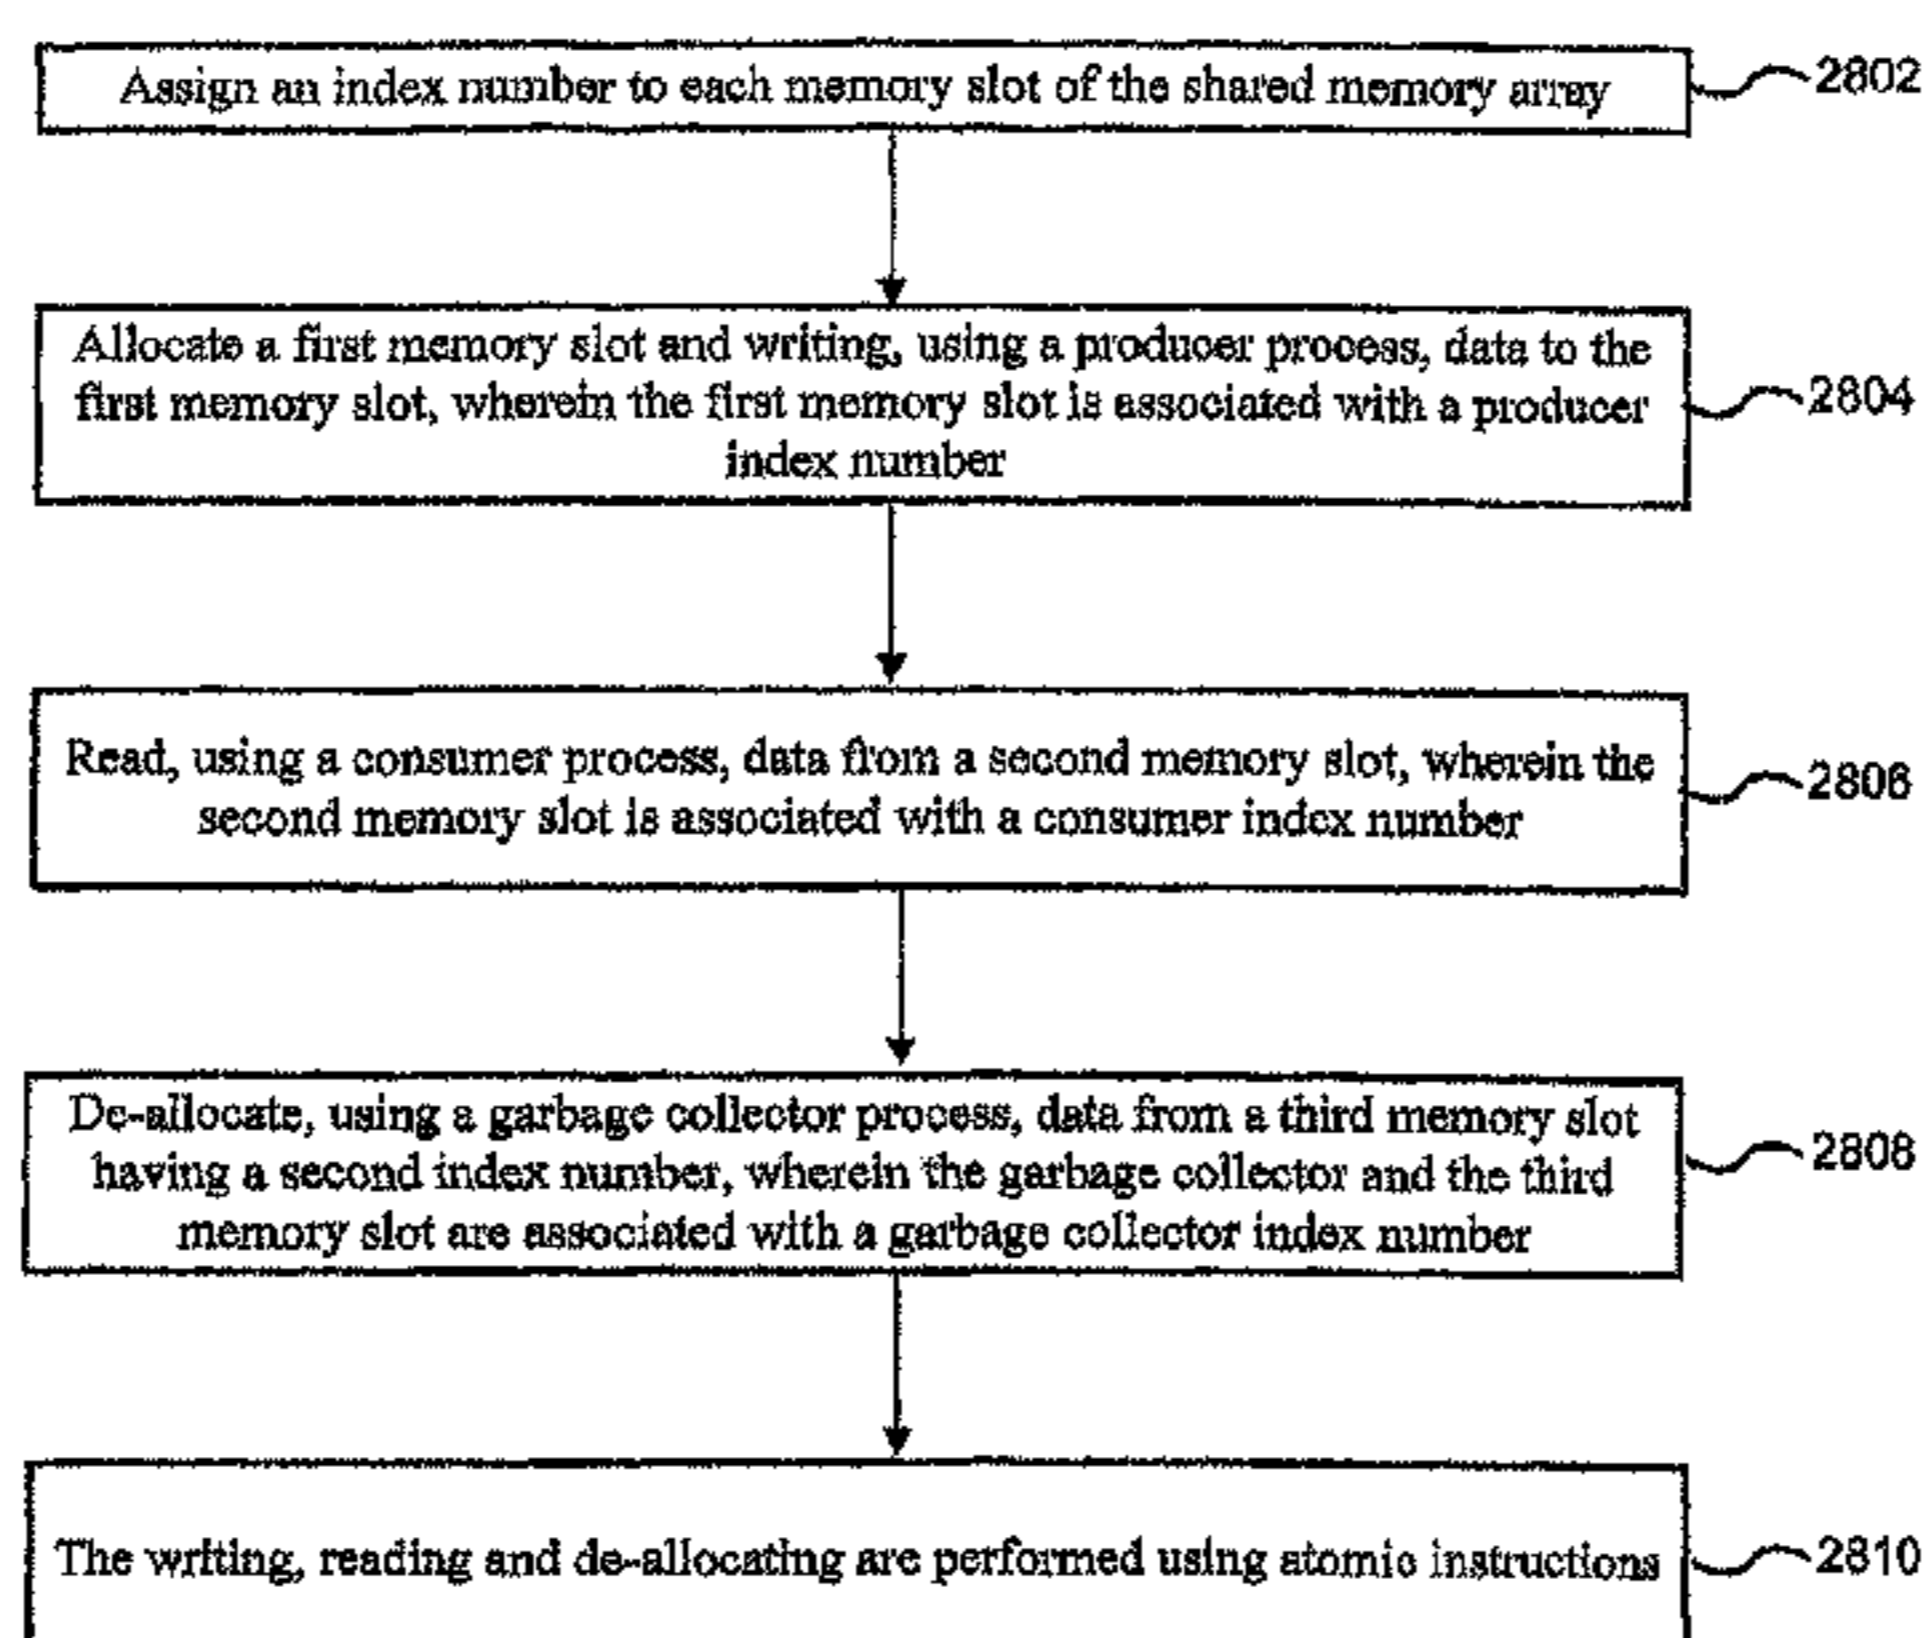 Assign an index number to each memory slot of the shared memory array
2802
Allocate a first memory slot and writing, using a producer process, data to the
first memory slot, wherein the first memory slot is associated with a producer
index number
2804
Read, using a consumer process, data from a second memory slot, wherein the
second memory slot is associated with a consumer index number
2806
De-allocate, using a garbage collector process, data from a third memory slot
having a second index number, wherein the garbage collector and the third
memory slot are associated with a garbage collector index number
2808
The writing, reading and de-allocating are performed using atomic instructions
2810